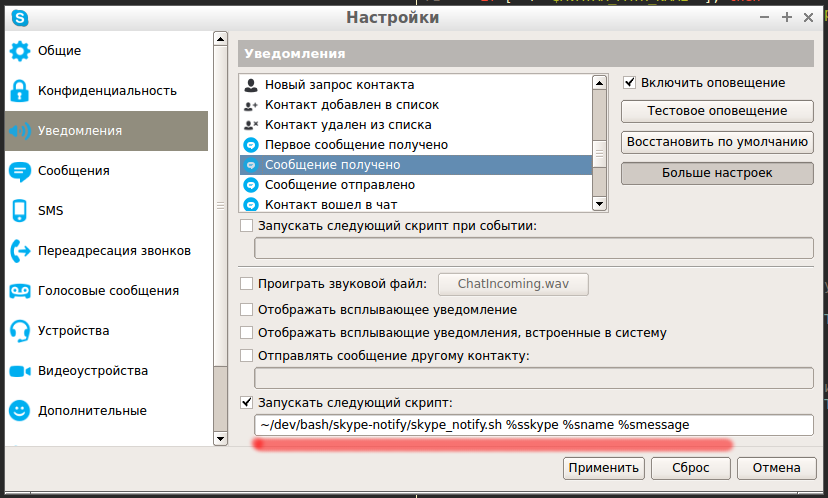 Настройки
Общие
Конфиденциальность
Уведомления
Сообщения
SMS
Переадресация звонков
Голосовые сообщения
Устройства
Видеоустройства
Дополнительные
Уведомления
Новый запрос контакта
Контакт добавлен в список
Контакт удален из списка
Первое сообщение получено
Сообщение получено
Сообщение отправлено
Контакт вошел в чат
Включить оповещение
Тестовое оповещение
Восстановить по умолчанию
Больше настроек
Запускать следующий скрипт при событии:
Проиграть звуковой файл: ChatIncoming.wav
Отображать всплывающее уведомление
Отображать всплывающие уведомления, встроенные в систему
Отправлять сообщение другому контакту:
Запускать следующий скрипт:
~/dev/bash/skype-notify/skype_notify.sh %sskype %sname %smessage
Применить Сброс Отмена